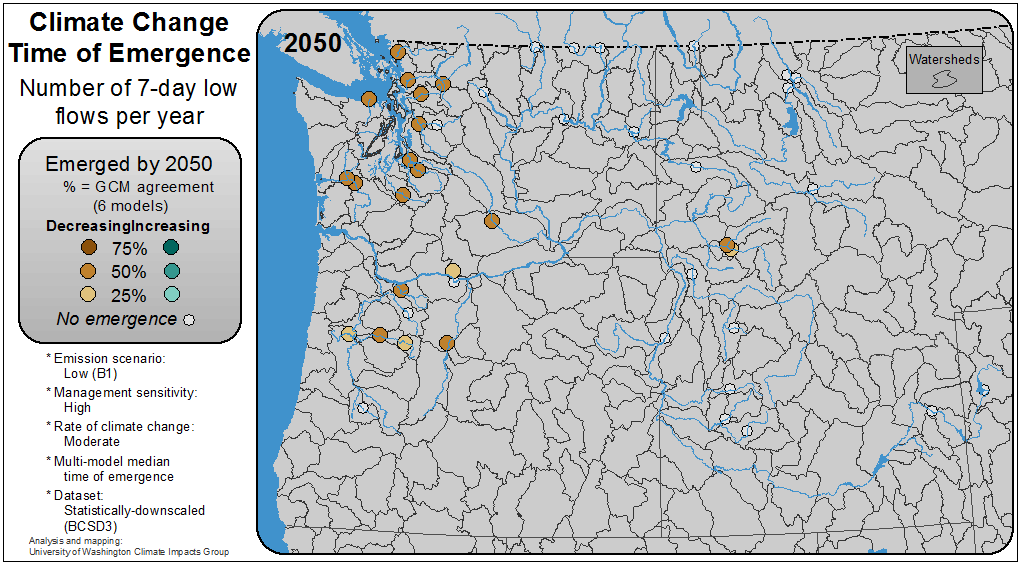 Climate Change
Time of Emergence
Number of 7-day low
flows per year
Emerged by 2050
% = GCM agreement
(6 models)
DecreasingIncreasing
75%
50%
25%
No emergence
* Emission scenario:
Low (B1)
* Management sensitivity:
High
* Rate of climate change:
Moderate
* Multi-model median
time of emergence
* Dataset:
Statistically-downscaled
(BCSD3)
Analysis and mapping:
University of Washington Climate Impacts Group
2050
Watersheds